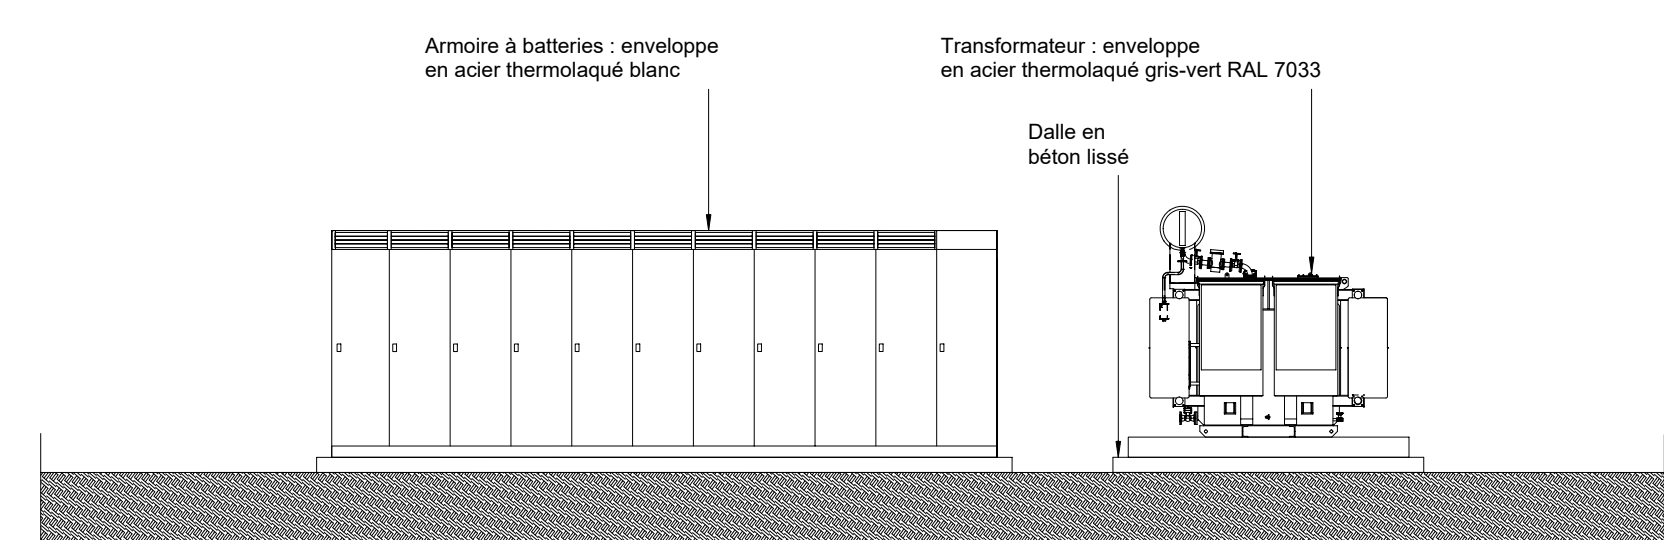 Armoire à batteries : enveloppe
en acier thermolaqué blanc
Transformateur : enveloppe
en acier thermolaqué gris-vert RAL 7033
Dalle en
béton lissé